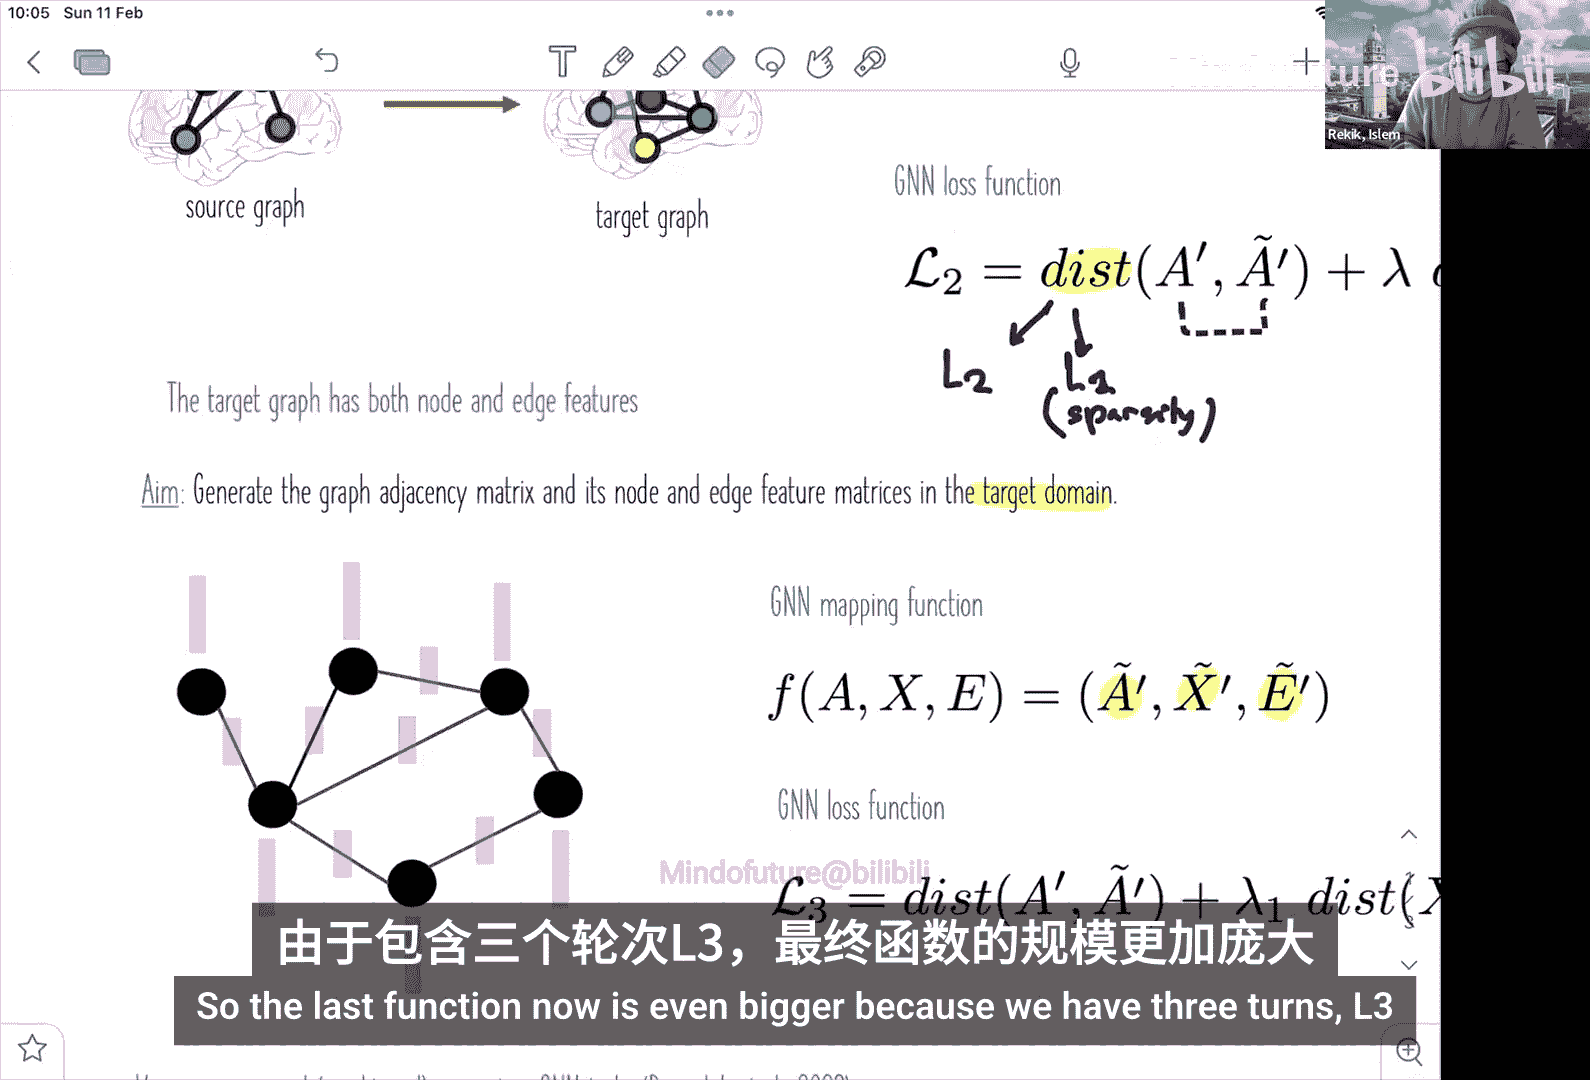 10:05 Sun 11 Feb
ture, bilibili
Rekik, Islem
source graph
target graph
GNN loss function
ℒ₂ = dist(A′, Ã′) + λ
L₂
L₁
(sparsity)
The target graph has both node and edge features
Aim: Generate the graph adjacency matrix and its node and edge feature matrices in the target domain.
GNN mapping function
f(A, X, E) = (Ã′, X̃′, Ẽ′)
GNN loss function
Mindofuture@bilibili
ℒ₃ = dist(A′, Ã′) + λ₁ dist(X
由于包含三个轮次L3，最终函数的规模更加庞大
So the last function now is even bigger because we have three turns, L3